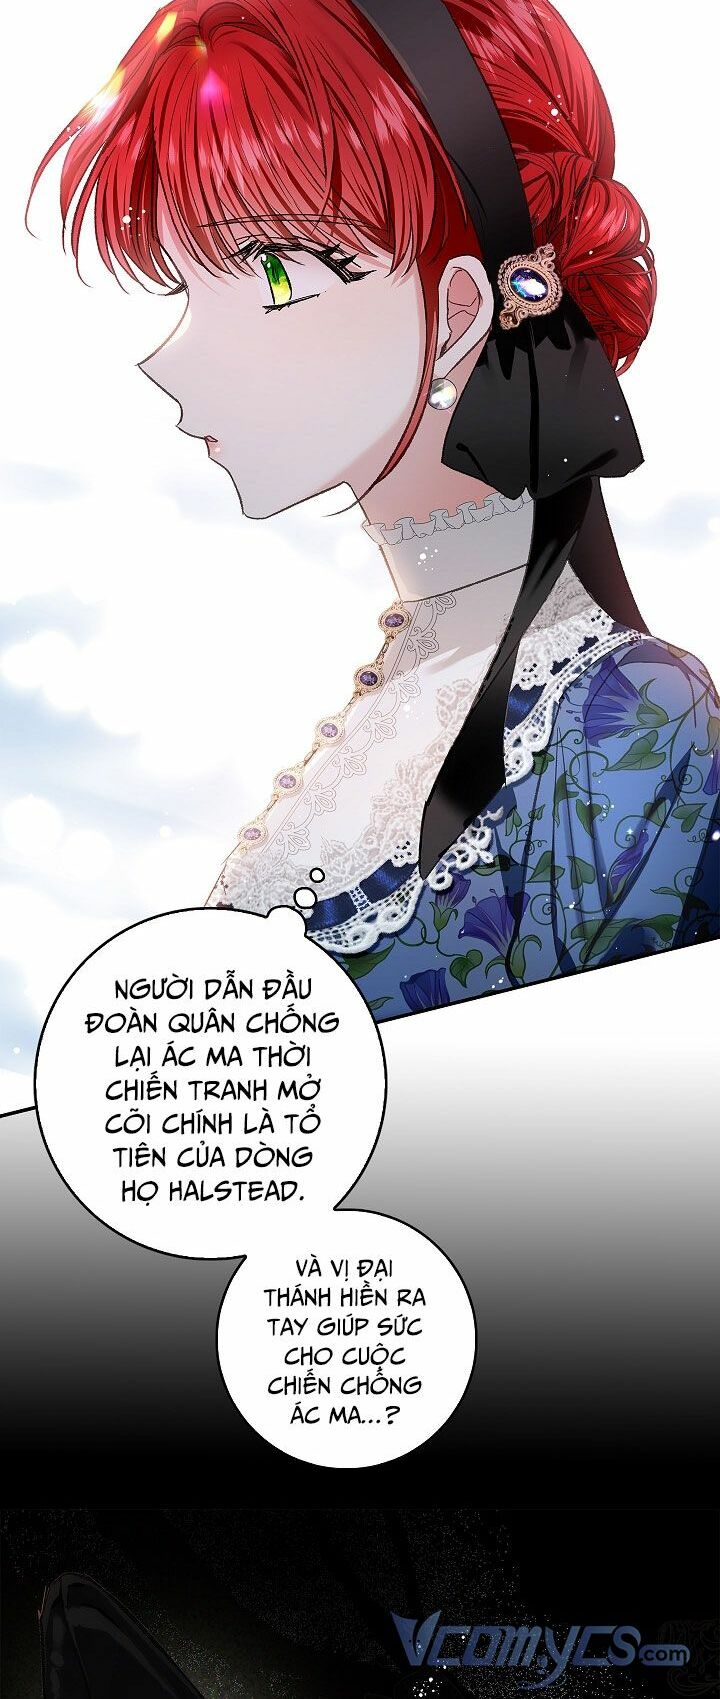 NGƯỜI DẪN ĐẦU
ĐOÀN QUÂN CHỐNG
LẠI ÁC MA THỜI
CHIẾN TRANH MỞ
CÕI CHÍNH LÀ TỔ
TIÊN CỦA DÒNG
HỌ HALSTEAD.
VÀ VỊ ĐẠI
THÁNH HIỀN RA
TAY GIÚP SỨC
CHO CUỘC
CHIẾN CHỐNG
ÁC MA...?
VCOMYCS.com